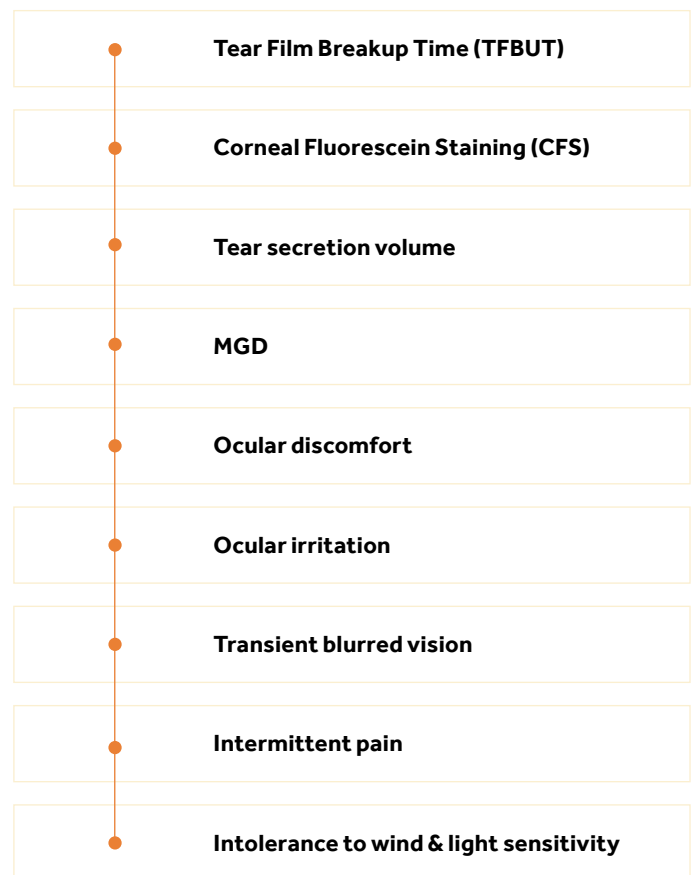 Tear Film Breakup Time (TFBUT)
Corneal Fluorescein Staining (CFS)
Tear secretion volume
MGD
Ocular discomfort
Ocular irritation
Transient blurred vision
Intermittent pain
Intolerance to wind & light sensitivity